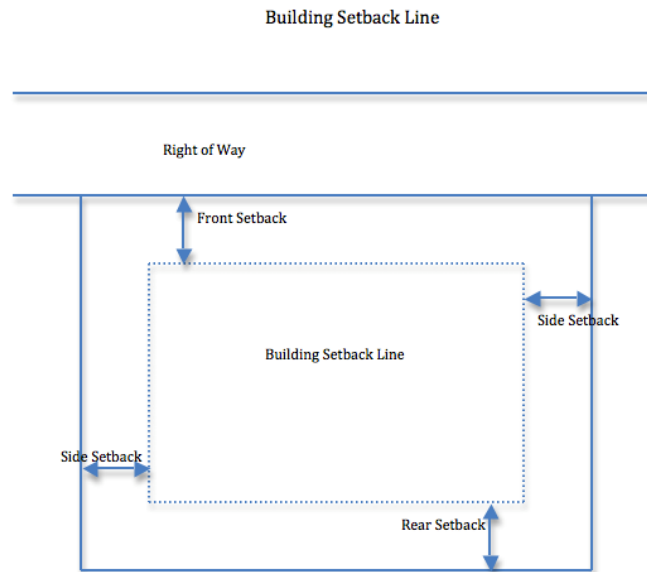 Building Setback Line
Right of Way
Front Setback
Side Setback
Building Setback Line
Side Setback
Rear Setback